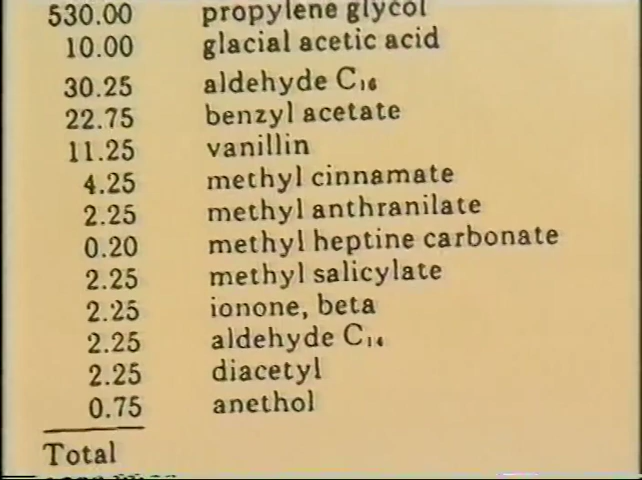 530.00 propylene glycol
10.00 glacial acetic acid
30.25 aldehyde C₁₆
22.75 benzyl acetate
11.25 vanillin
4.25 methyl cinnamate
2.25 methyl anthranilate
0.20 methyl heptine carbonate
2.25 methyl salicylate
2.25 ionone, beta
2.25 aldehyde C₁₄
2.25 diacetyl
0.75 anethol
Total